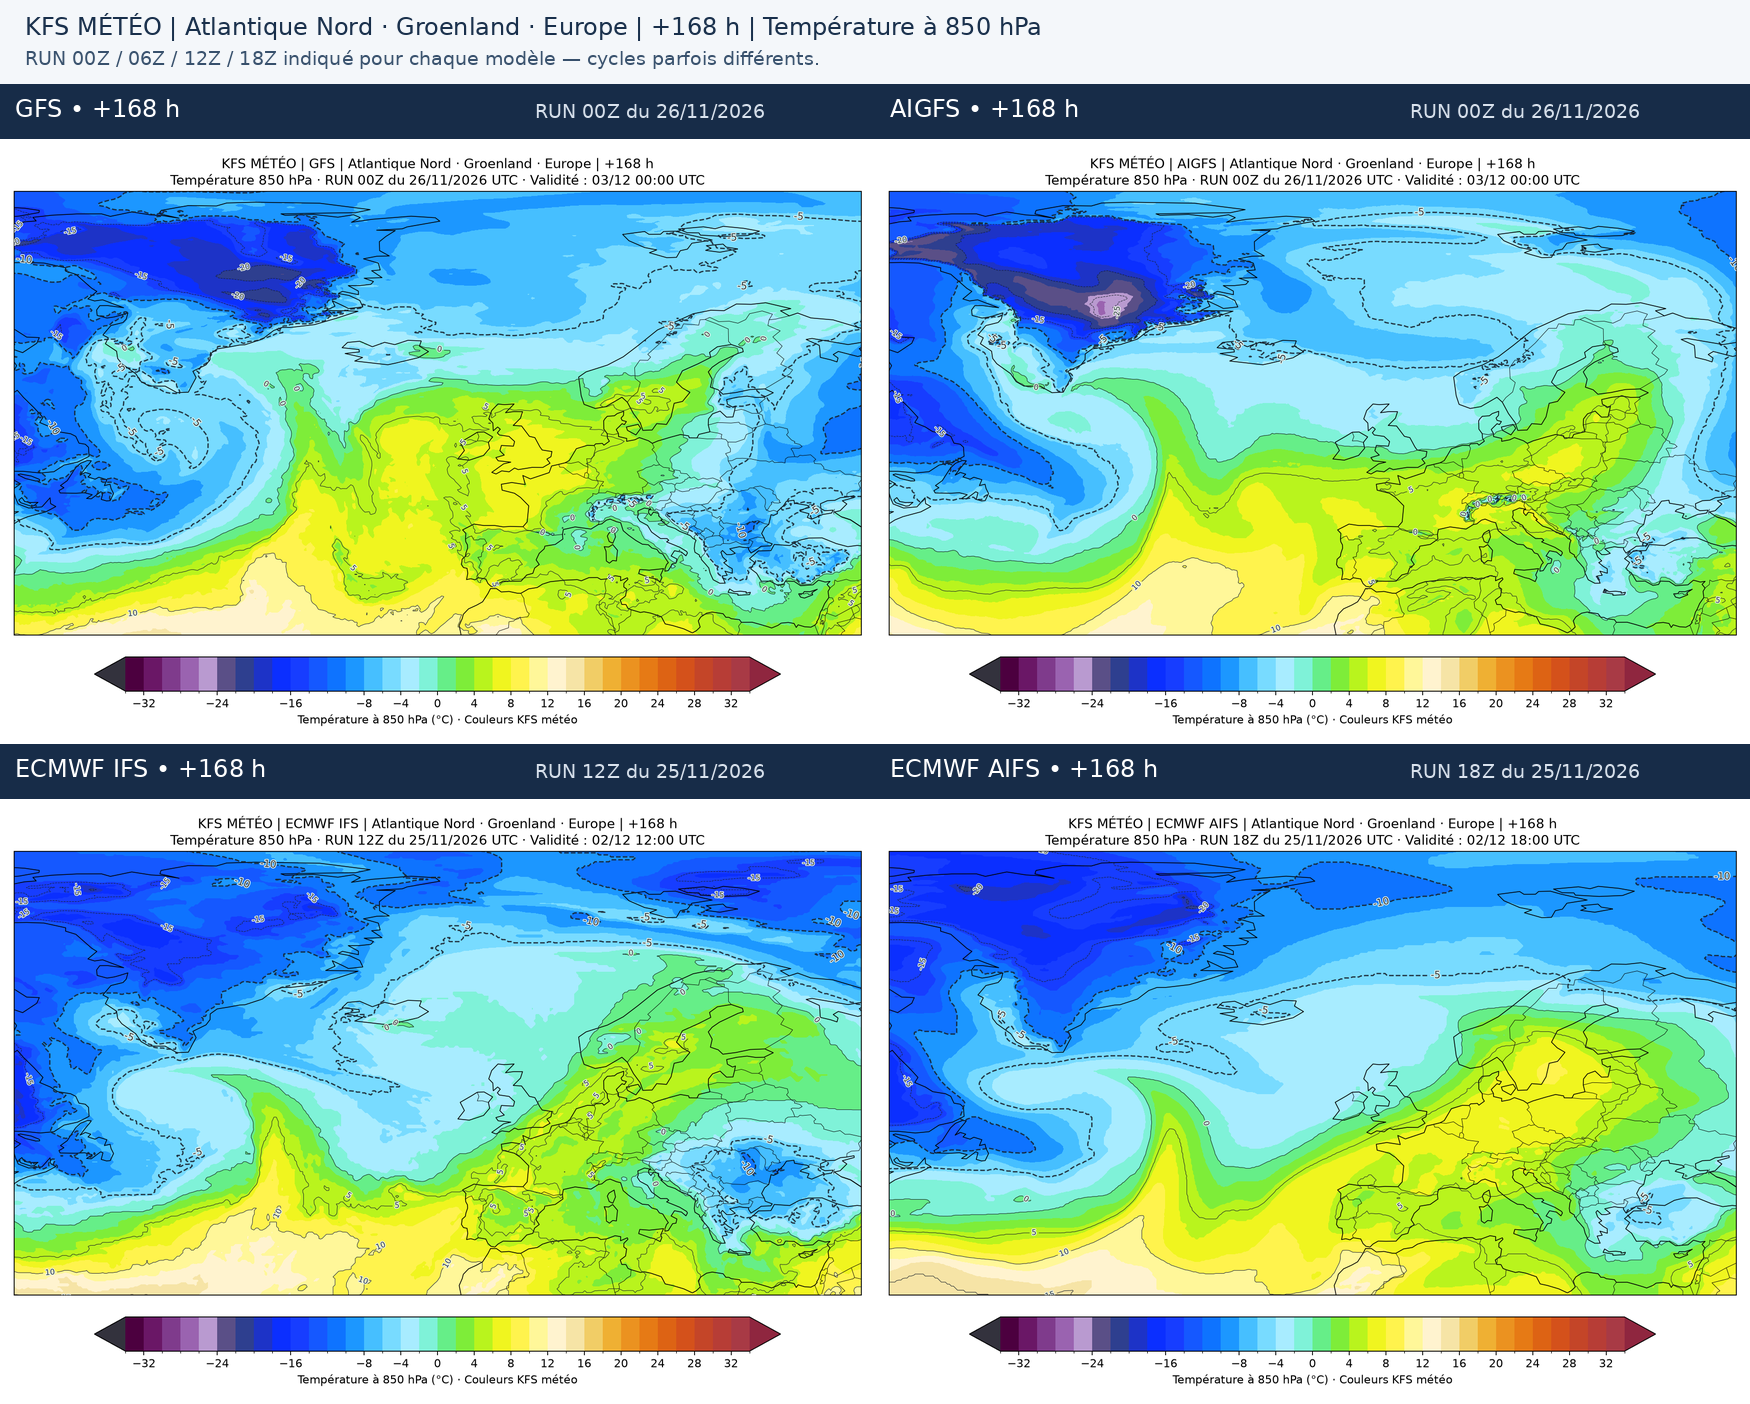 KFS MÉTÉO | Atlantique Nord · Groenland · Europe | +168 h | Température à 850 hPa
RUN 00Z / 06Z / 12Z / 18Z indiqué pour chaque modèle — cycles parfois différents.
GFS • +168 h
RUN 00Z du 26/11/2026
KFS MÉTÉO | GFS | Atlantique Nord · Groenland · Europe | +168 h
Température 850 hPa · RUN 00Z du 26/11/2026 UTC · Validité : 03/12 00:00 UTC
−32 −24 −16 −8 −4 0 4 8 12 16 20 24 28 32
Température à 850 hPa (°C) · Couleurs KFS météo
AIGFS • +168 h
RUN 00Z du 26/11/2026
KFS MÉTÉO | AIGFS | Atlantique Nord · Groenland · Europe | +168 h
Température 850 hPa · RUN 00Z du 26/11/2026 UTC · Validité : 03/12 00:00 UTC
−32 −24 −16 −8 −4 0 4 8 12 16 20 24 28 32
Température à 850 hPa (°C) · Couleurs KFS météo
ECMWF IFS • +168 h
RUN 12Z du 25/11/2026
KFS MÉTÉO | ECMWF IFS | Atlantique Nord · Groenland · Europe | +168 h
Température 850 hPa · RUN 12Z du 25/11/2026 UTC · Validité : 02/12 12:00 UTC
−32 −24 −16 −8 −4 0 4 8 12 16 20 24 28 32
Température à 850 hPa (°C) · Couleurs KFS météo
ECMWF AIFS • +168 h
RUN 18Z du 25/11/2026
KFS MÉTÉO | ECMWF AIFS | Atlantique Nord · Groenland · Europe | +168 h
Température 850 hPa · RUN 18Z du 25/11/2026 UTC · Validité : 02/12 18:00 UTC
−32 −24 −16 −8 −4 0 4 8 12 16 20 24 28 32
Température à 850 hPa (°C) · Couleurs KFS météo